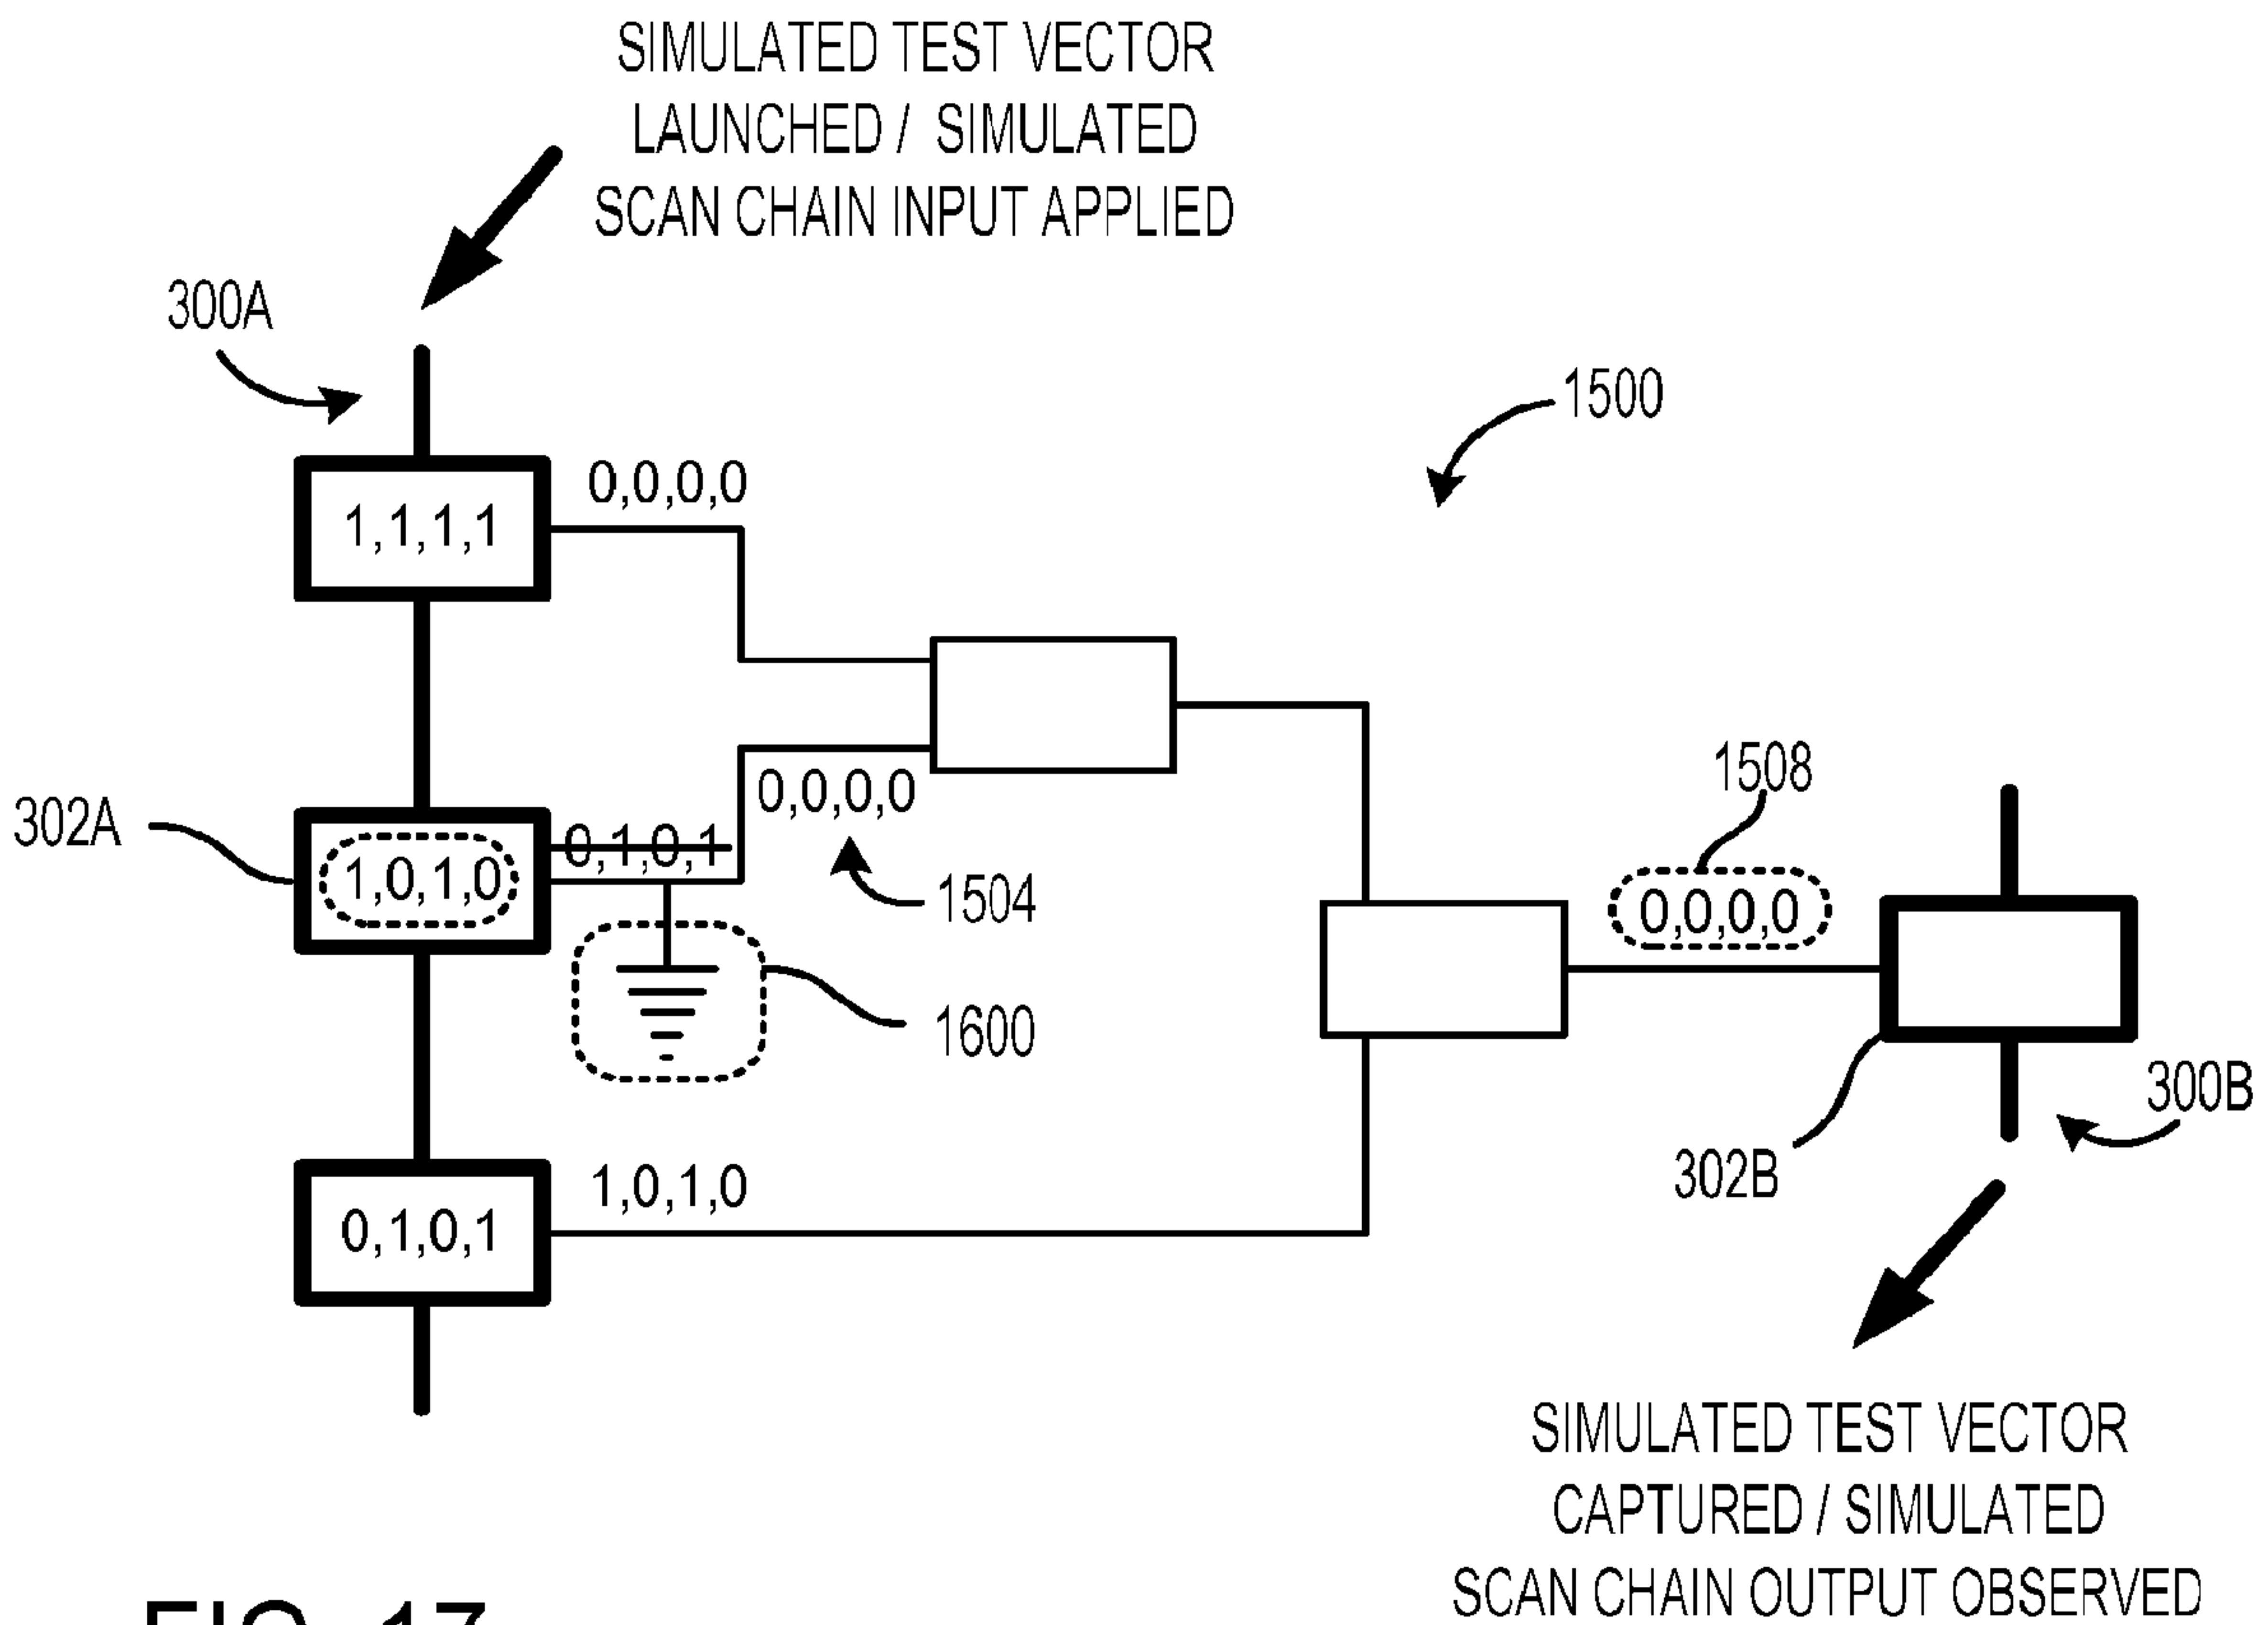 SIMULATED TEST VECTOR
LAUNCHED / SIMULATED
SCAN CHAIN INPUT APPLIED
300A
1500
0,0,0,0
1,1,1,1
1508
0,0,0,0
302A
0,1,0,1
1,0,1,0
1504
0,0,0,0
1600
300B
302B
1,0,1,0
0,1,0,1
SIMULATED TEST VECTOR
CAPTURED / SIMULATED
SCAN CHAIN OUTPUT OBSERVED
FIG. 17